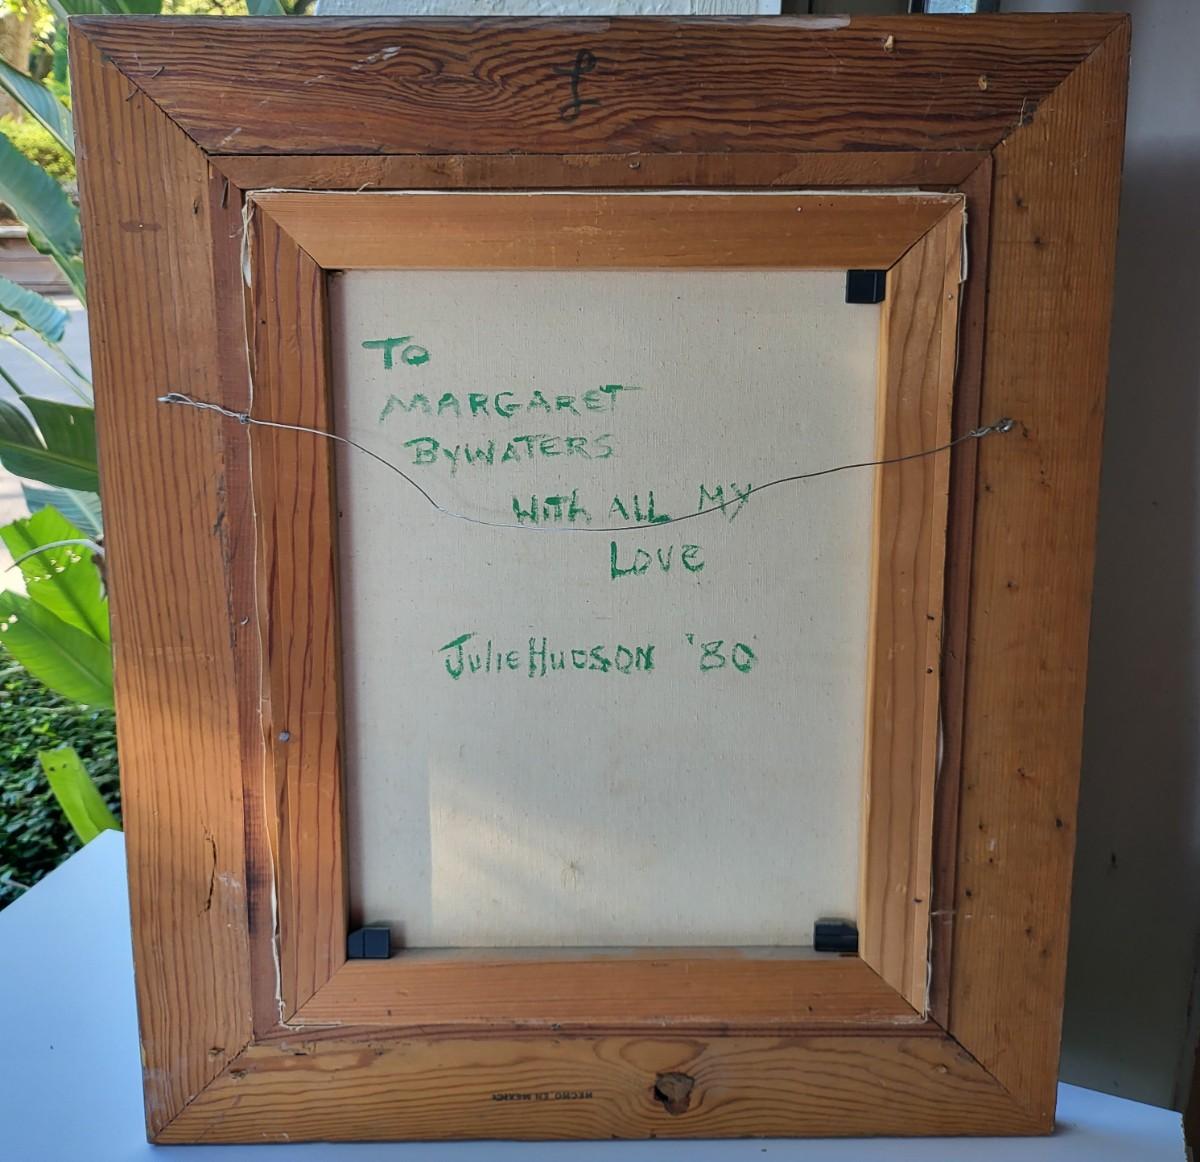 L
TO
MARGARET
BYWATERS
WITH ALL MY
LOVE
JULIE HUDSON '80
HECHO EN MEXICO